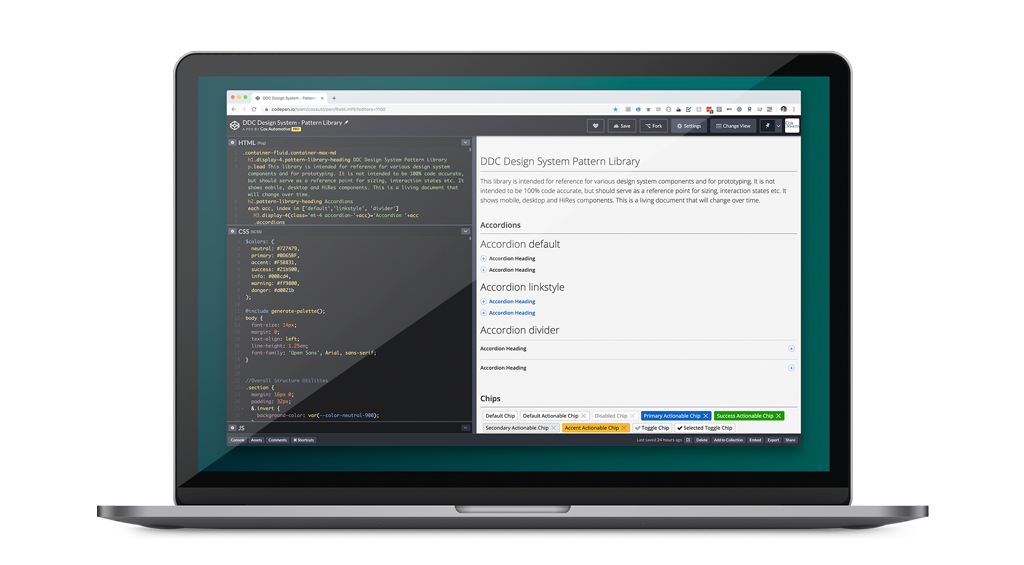 DDC Design System - Pattern
codepen.io/team/coxauto/pen
DDC Design System - Pattern Library
A PEN BY Cox Automotive PRO
Save
Fork
Settings
Change View
HTML (Pug)
.container-fluid.container-max-md
h1.display-4.pattern-library-heading DDC Design System Pattern Library
p.lead This library is intended for reference for various design system
components and for prototyping. It is not intended to be 100% code accurate,
but should serve as a reference point for sizing, interaction states etc. It
shows mobile, desktop and HiRes components. This is a living document that
will change over time.
h2.pattern-library-heading Accordions
each acc, index in ['default','linkstyle', 'divider']
h3.display-4(class='mt-4 accordion-'+acc)='Accordion '+acc
.accordions
CSS (SCSS)
$colors: (
neutral: #727479,
primary: #0D65BF,
accent: #F5B831,
success: #21b900,
info: #008cd4,
warning: #ff9800,
danger: #d0021b
);
@include generate-palette();
body {
font-size: 14px;
margin: 0;
text-align: left;
line-height: 1.25em;
font-family: 'Open Sans', Arial, sans-serif;
}
//Overall Structure Utilities
.section {
margin: 16px 0;
padding: 32px;
&.invert {
background-color: var(--color-neutral-900);
JS
DDC Design System Pattern Library
This library is intended for reference for various design system components and for prototyping. It is not
intended to be 100% code accurate, but should serve as a reference point for sizing, interaction states etc. It
shows mobile, desktop and HiRes components. This is a living document that will change over time.
Accordions
Accordion default
Accordion Heading
Accordion Heading
Accordion linkstyle
Accordion Heading
Accordion Heading
Accordion divider
Accordion Heading
Accordion Heading
Chips
Default Chip Default Actionable Chip Disabled Chip Primary Actionable Chip Success Actionable Chip
Secondary Actionable Chip Accent Actionable Chip Toggle Chip Selected Toggle Chip
Console Assets Comments ⌘ Shortcuts
Last saved 24 hours ago Delete Add to Collection Embed Export Share